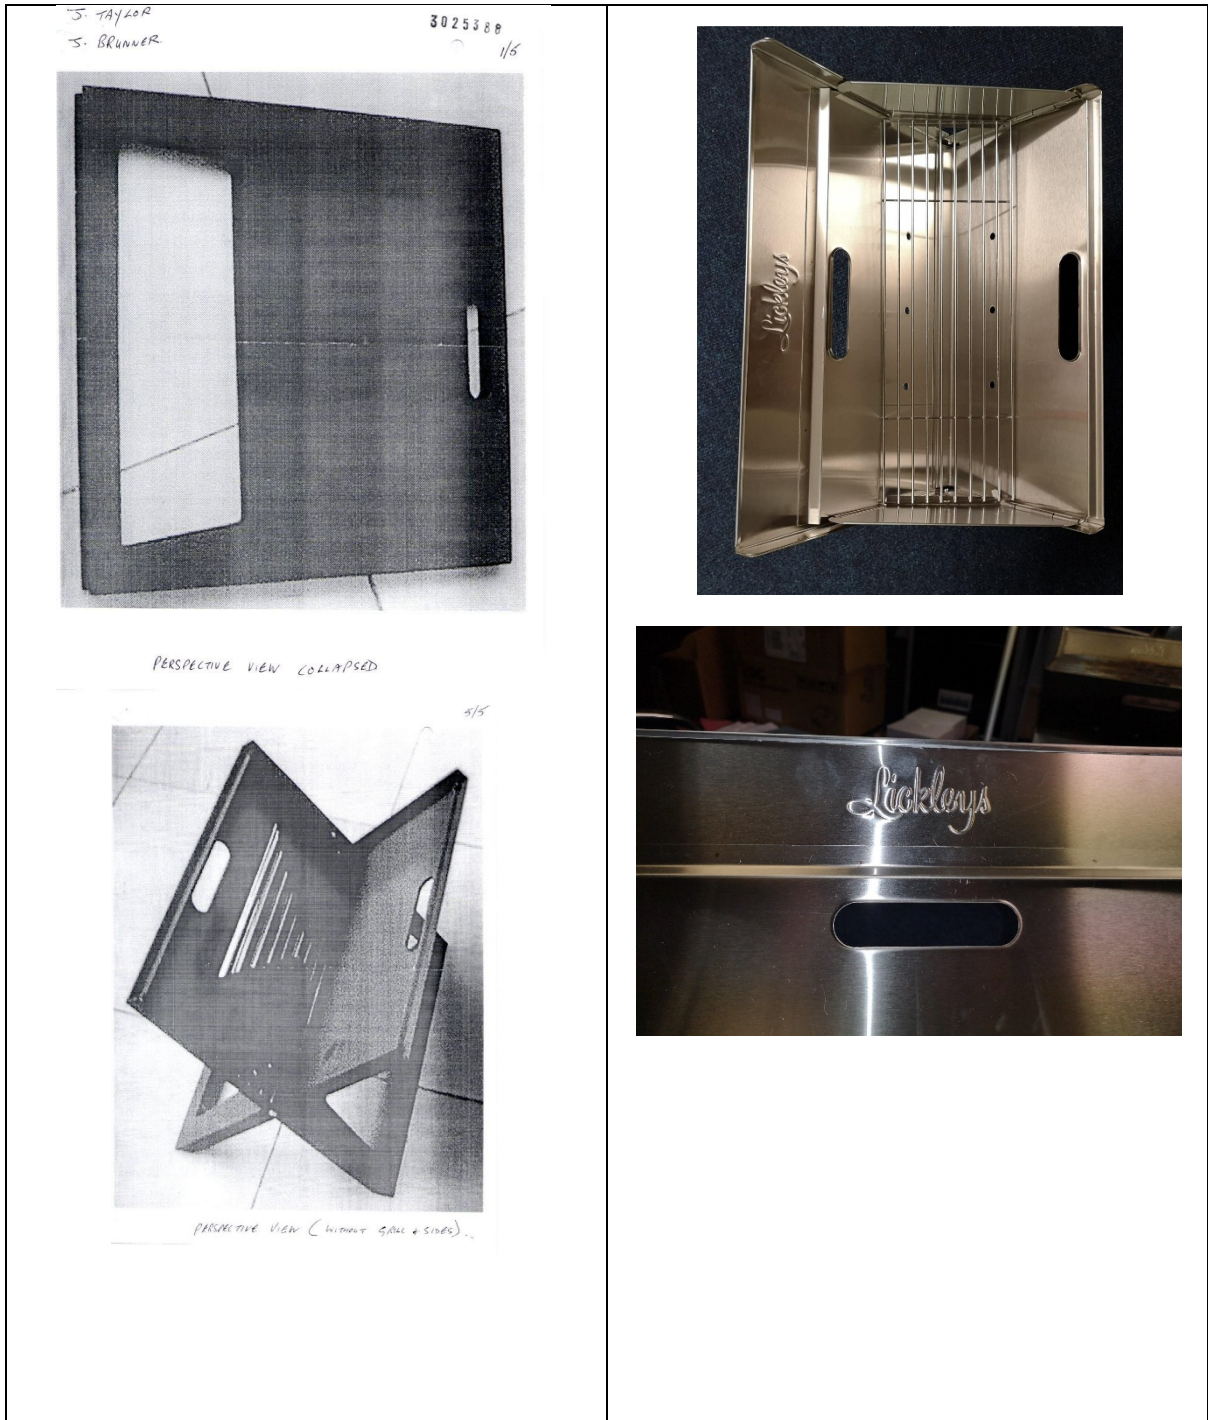 J. TAYLOR
J. BRUNNER
3025388
1/5
PERSPECTIVE VIEW COLLAPSED
5/5
PERSPECTIVE VIEW (WITHOUT GRILL & SIDES)..
Lickleys
Lickleys